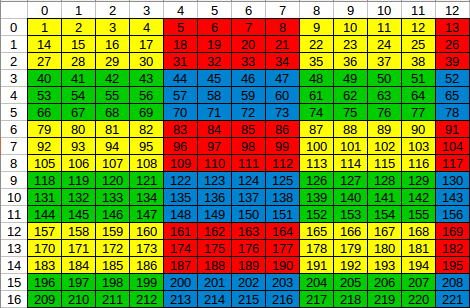 0 1 2 3 4 5 6 7 8 9 10 11 12
0 1 2 3 4 5 6 7 8 9 10 11 12 13
1 14 15 16 17 18 19 20 21 22 23 24 25 26
2 27 28 29 30 31 32 33 34 35 36 37 38 39
3 40 41 42 43 44 45 46 47 48 49 50 51 52
4 53 54 55 56 57 58 59 60 61 62 63 64 65
5 66 67 68 69 70 71 72 73 74 75 76 77 78
6 79 80 81 82 83 84 85 86 87 88 89 90 91
7 92 93 94 95 96 97 98 99 100 101 102 103 104
8 105 106 107 108 109 110 111 112 113 114 115 116 117
9 118 119 120 121 122 123 124 125 126 127 128 129 130
10 131 132 133 134 135 136 137 138 139 140 141 142 143
11 144 145 146 147 148 149 150 151 152 153 154 155 156
12 157 158 159 160 161 162 163 164 165 166 167 168 169
13 170 171 172 173 174 175 176 177 178 179 180 181 182
14 183 184 185 186 187 188 189 190 191 192 193 194 195
15 196 197 198 199 200 201 202 203 204 205 206 207 208
16 209 210 211 212 213 214 215 216 217 218 219 220 221